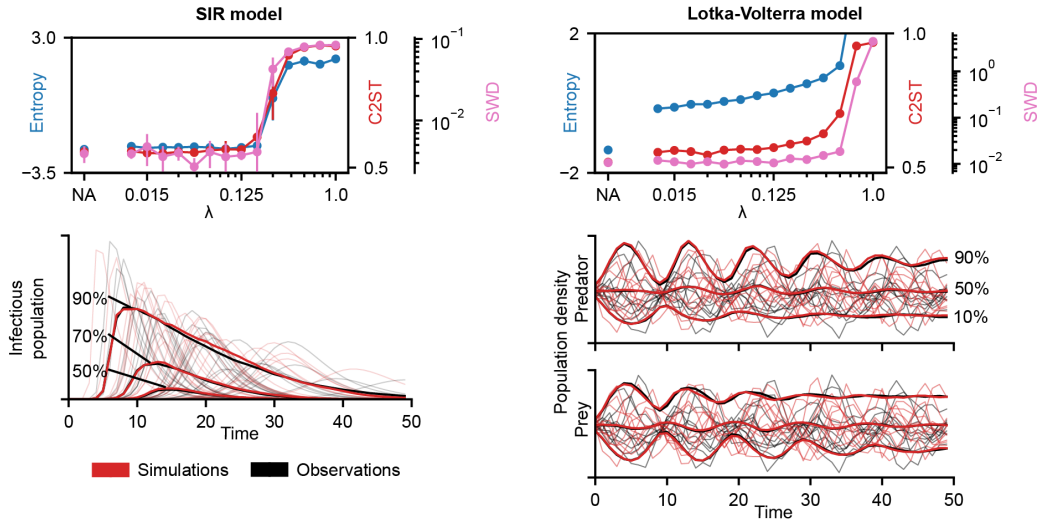 SIR model
3.0
Entropy
−3.5
1.0
C2ST
0.5
10−1
10−2
SWD
NA
0.015
0.125
1.0
λ
Lotka-Volterra model
2
Entropy
−2
1.0
C2ST
0.5
100
10−1
10−2
SWD
NA
0.015
0.125
1.0
λ
Infectious
population
90%
70%
50%
0
10
20
30
40
50
Time
Simulations
Observations
Population density
Predator
90%
50%
10%
Prey
0
10
20
30
40
50
Time